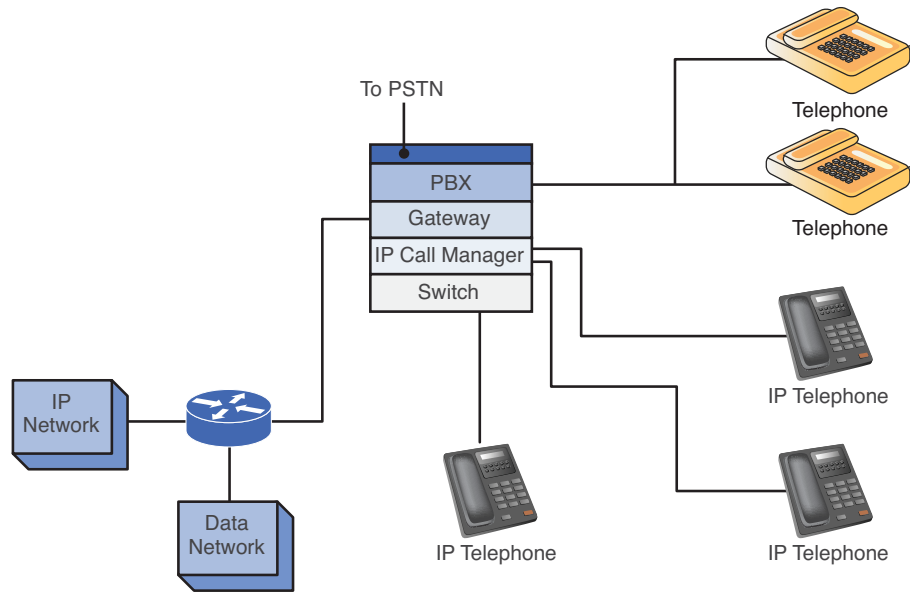 To PSTN
PBX
Gateway
IP Call Manager
Switch
Telephone
Telephone
IP Telephone
IP Telephone
IP Telephone
IP
Network
Data
Network